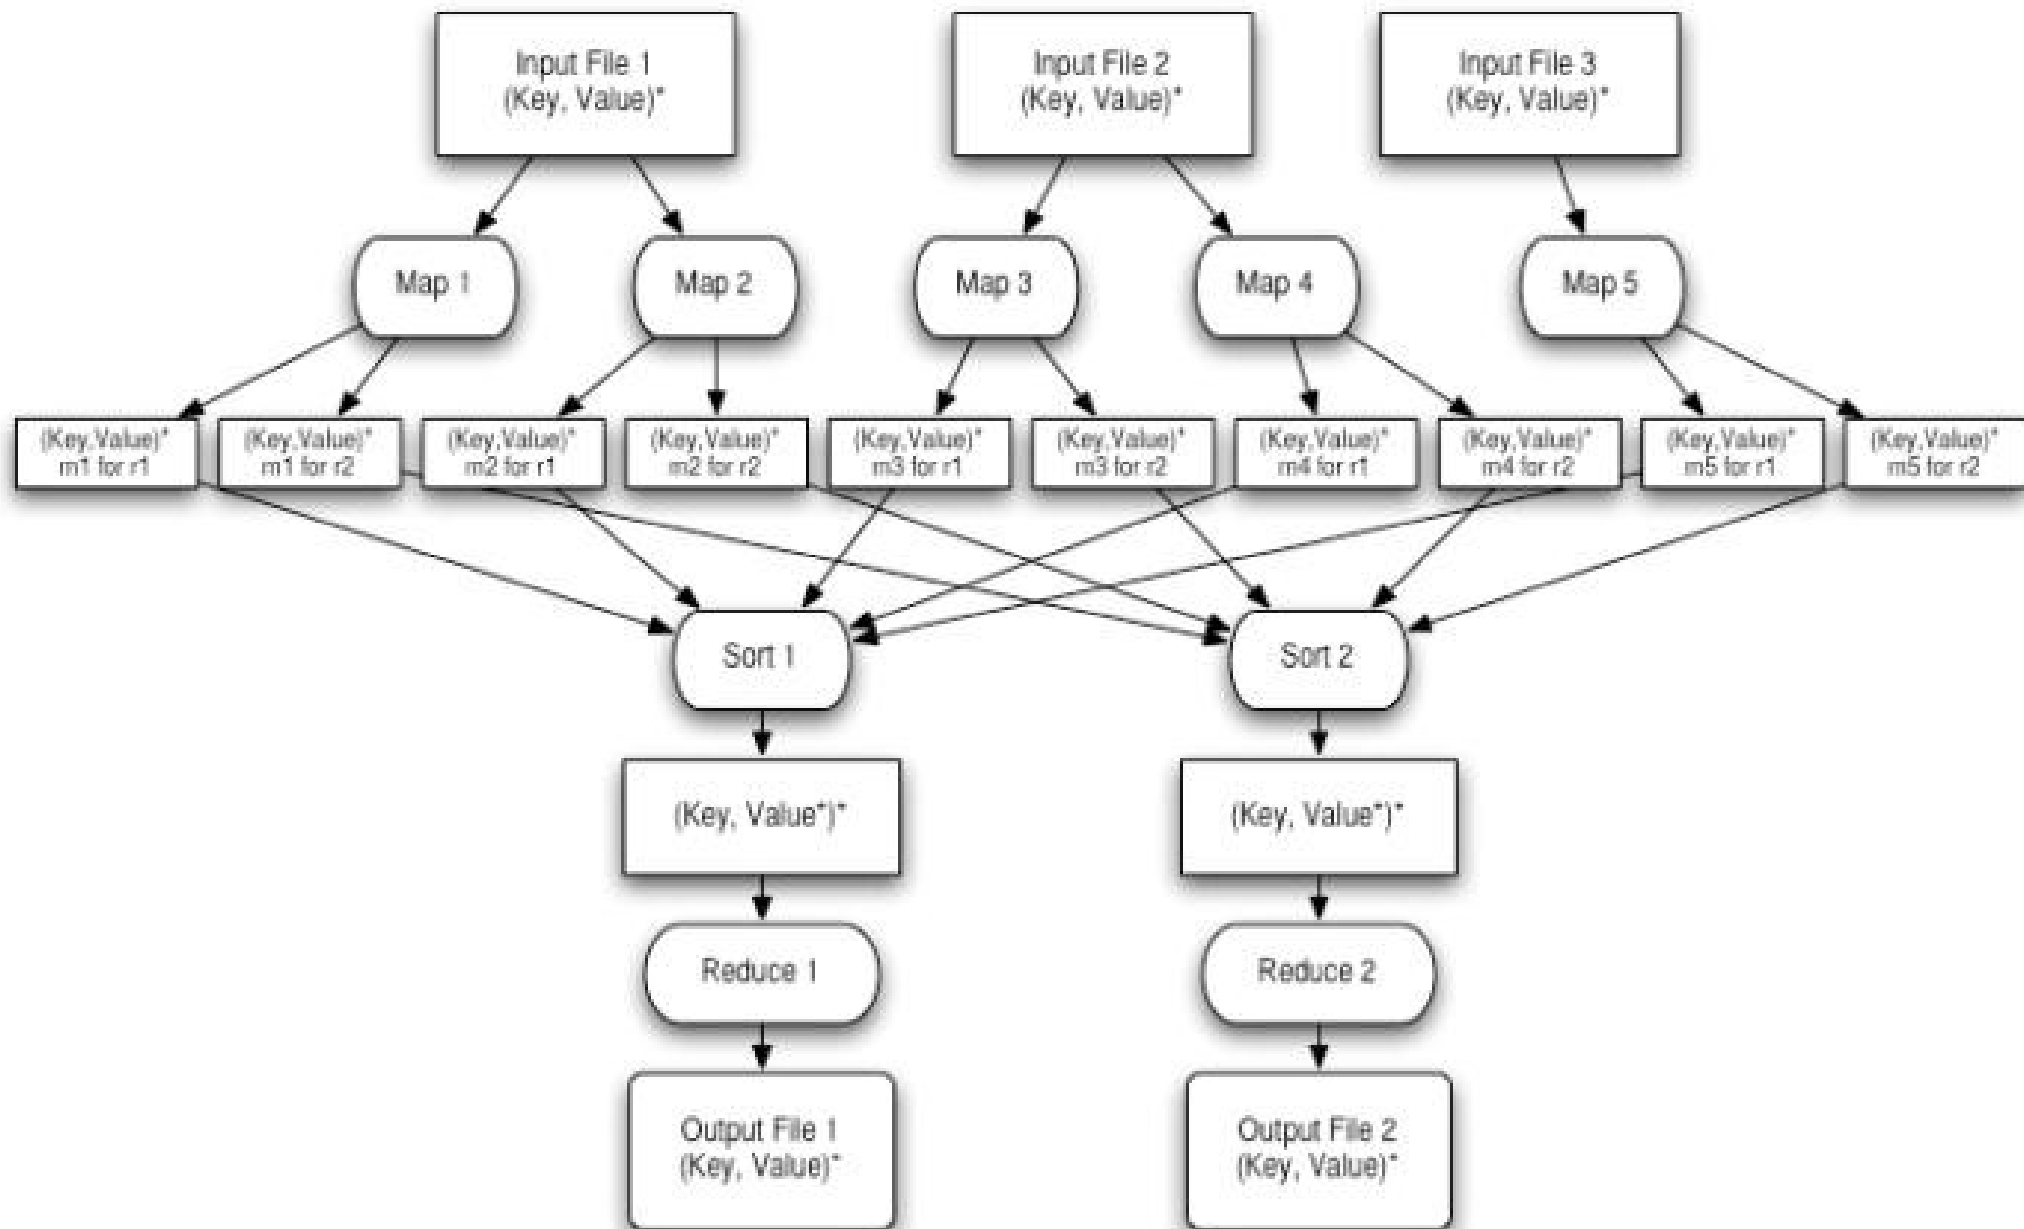 Input File 1
(Key, Value)*
Input File 2
(Key, Value)*
Input File 3
(Key, Value)*
Map 1
Map 2
Map 3
Map 4
Map 5
(Key,Value)*
m1 for r1
(Key,Value)*
m1 for r2
(Key,Value)*
m2 for r1
(Key,Value)*
m2 for r2
(Key,Value)*
m3 for r1
(Key,Value)*
m3 for r2
(Key,Value)*
m4 for r1
(Key,Value)*
m4 for r2
(Key,Value)*
m5 for r1
(Key,Value)*
m5 for r2
Sort 1
Sort 2
(Key, Value*)*
(Key, Value*)*
Reduce 1
Reduce 2
Output File 1
(Key, Value)*
Output File 2
(Key, Value)*